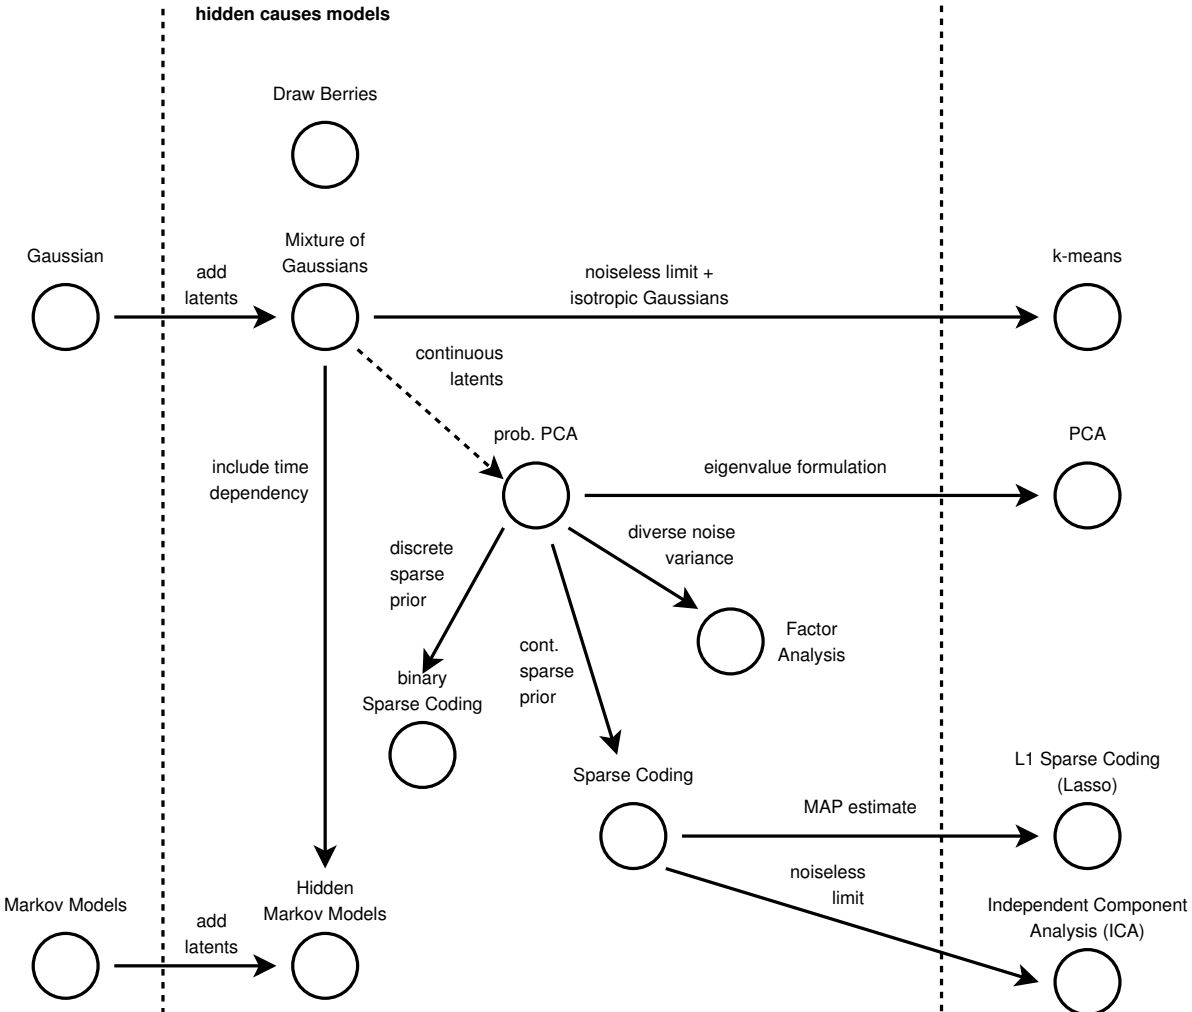 hidden causes models
Draw Berries
Gaussian
add
latents
Mixture of
Gaussians
noiseless limit +
isotropic Gaussians
k-means
continuous
latents
include time
dependency
prob. PCA
eigenvalue formulation
PCA
discrete
sparse
prior
diverse noise
variance
cont.
sparse
prior
Factor
Analysis
binary
Sparse Coding
Sparse Coding
MAP estimate
L1 Sparse Coding
(Lasso)
noiseless
limit
Markov Models
add
latents
Hidden
Markov Models
Independent Component
Analysis (ICA)